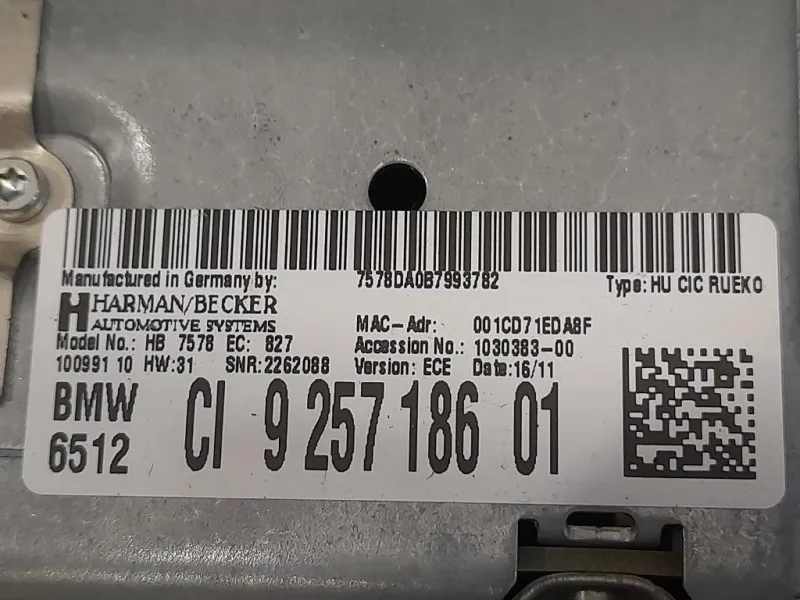 Manufactured in Germany by: 7578DA0B7993782 Type: HU CIC RUEKO
HARMAN/BECKER
AUTOMOTIVE SYSTEMS MAC-Adr: 001CD71EDA8F
Model No.: HB 7578 EC: 827 Accession No.: 1030383-00
100991 10 HW:31 SNR:2262088 Version: ECE Date:16/11
BMW
6512 CI 9 257 186 01